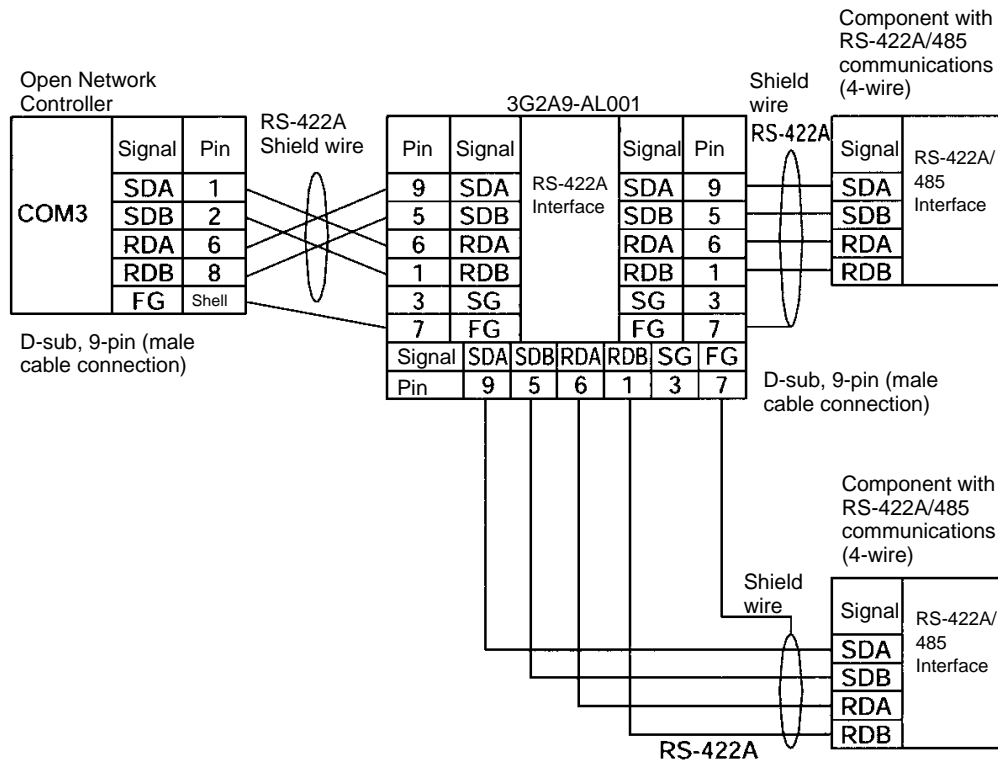 Component with
RS-422A/485
communications
(4-wire)
Open Network
Controller
Shield
wire
3G2A9-AL001
RS-422A
Shield wire
RS-422A
Signal Pin
Pin Signal
Signal Pin
Signal
RS-422A/
485
Interface
COM3
SDA 1
SDB 2
RDA 6
RDB 8
FG Shell
9 SDA
5 SDB
6 RDA
1 RDB
3 SG
7 FG
RS-422A
Interface
SDA 9
SDB 5
RDA 6
RDB 1
SG 3
FG 7
SDA
SDB
RDA
RDB
D-sub, 9-pin (male
cable connection)
Signal SDA SDB RDA RDB SG FG
Pin 9 5 6 1 3 7
D-sub, 9-pin (male
cable connection)
Component with
RS-422A/485
communications
(4-wire)
Shield
wire
Signal
RS-422A/
485
Interface
SDA
SDB
RDA
RDB
RS-422A